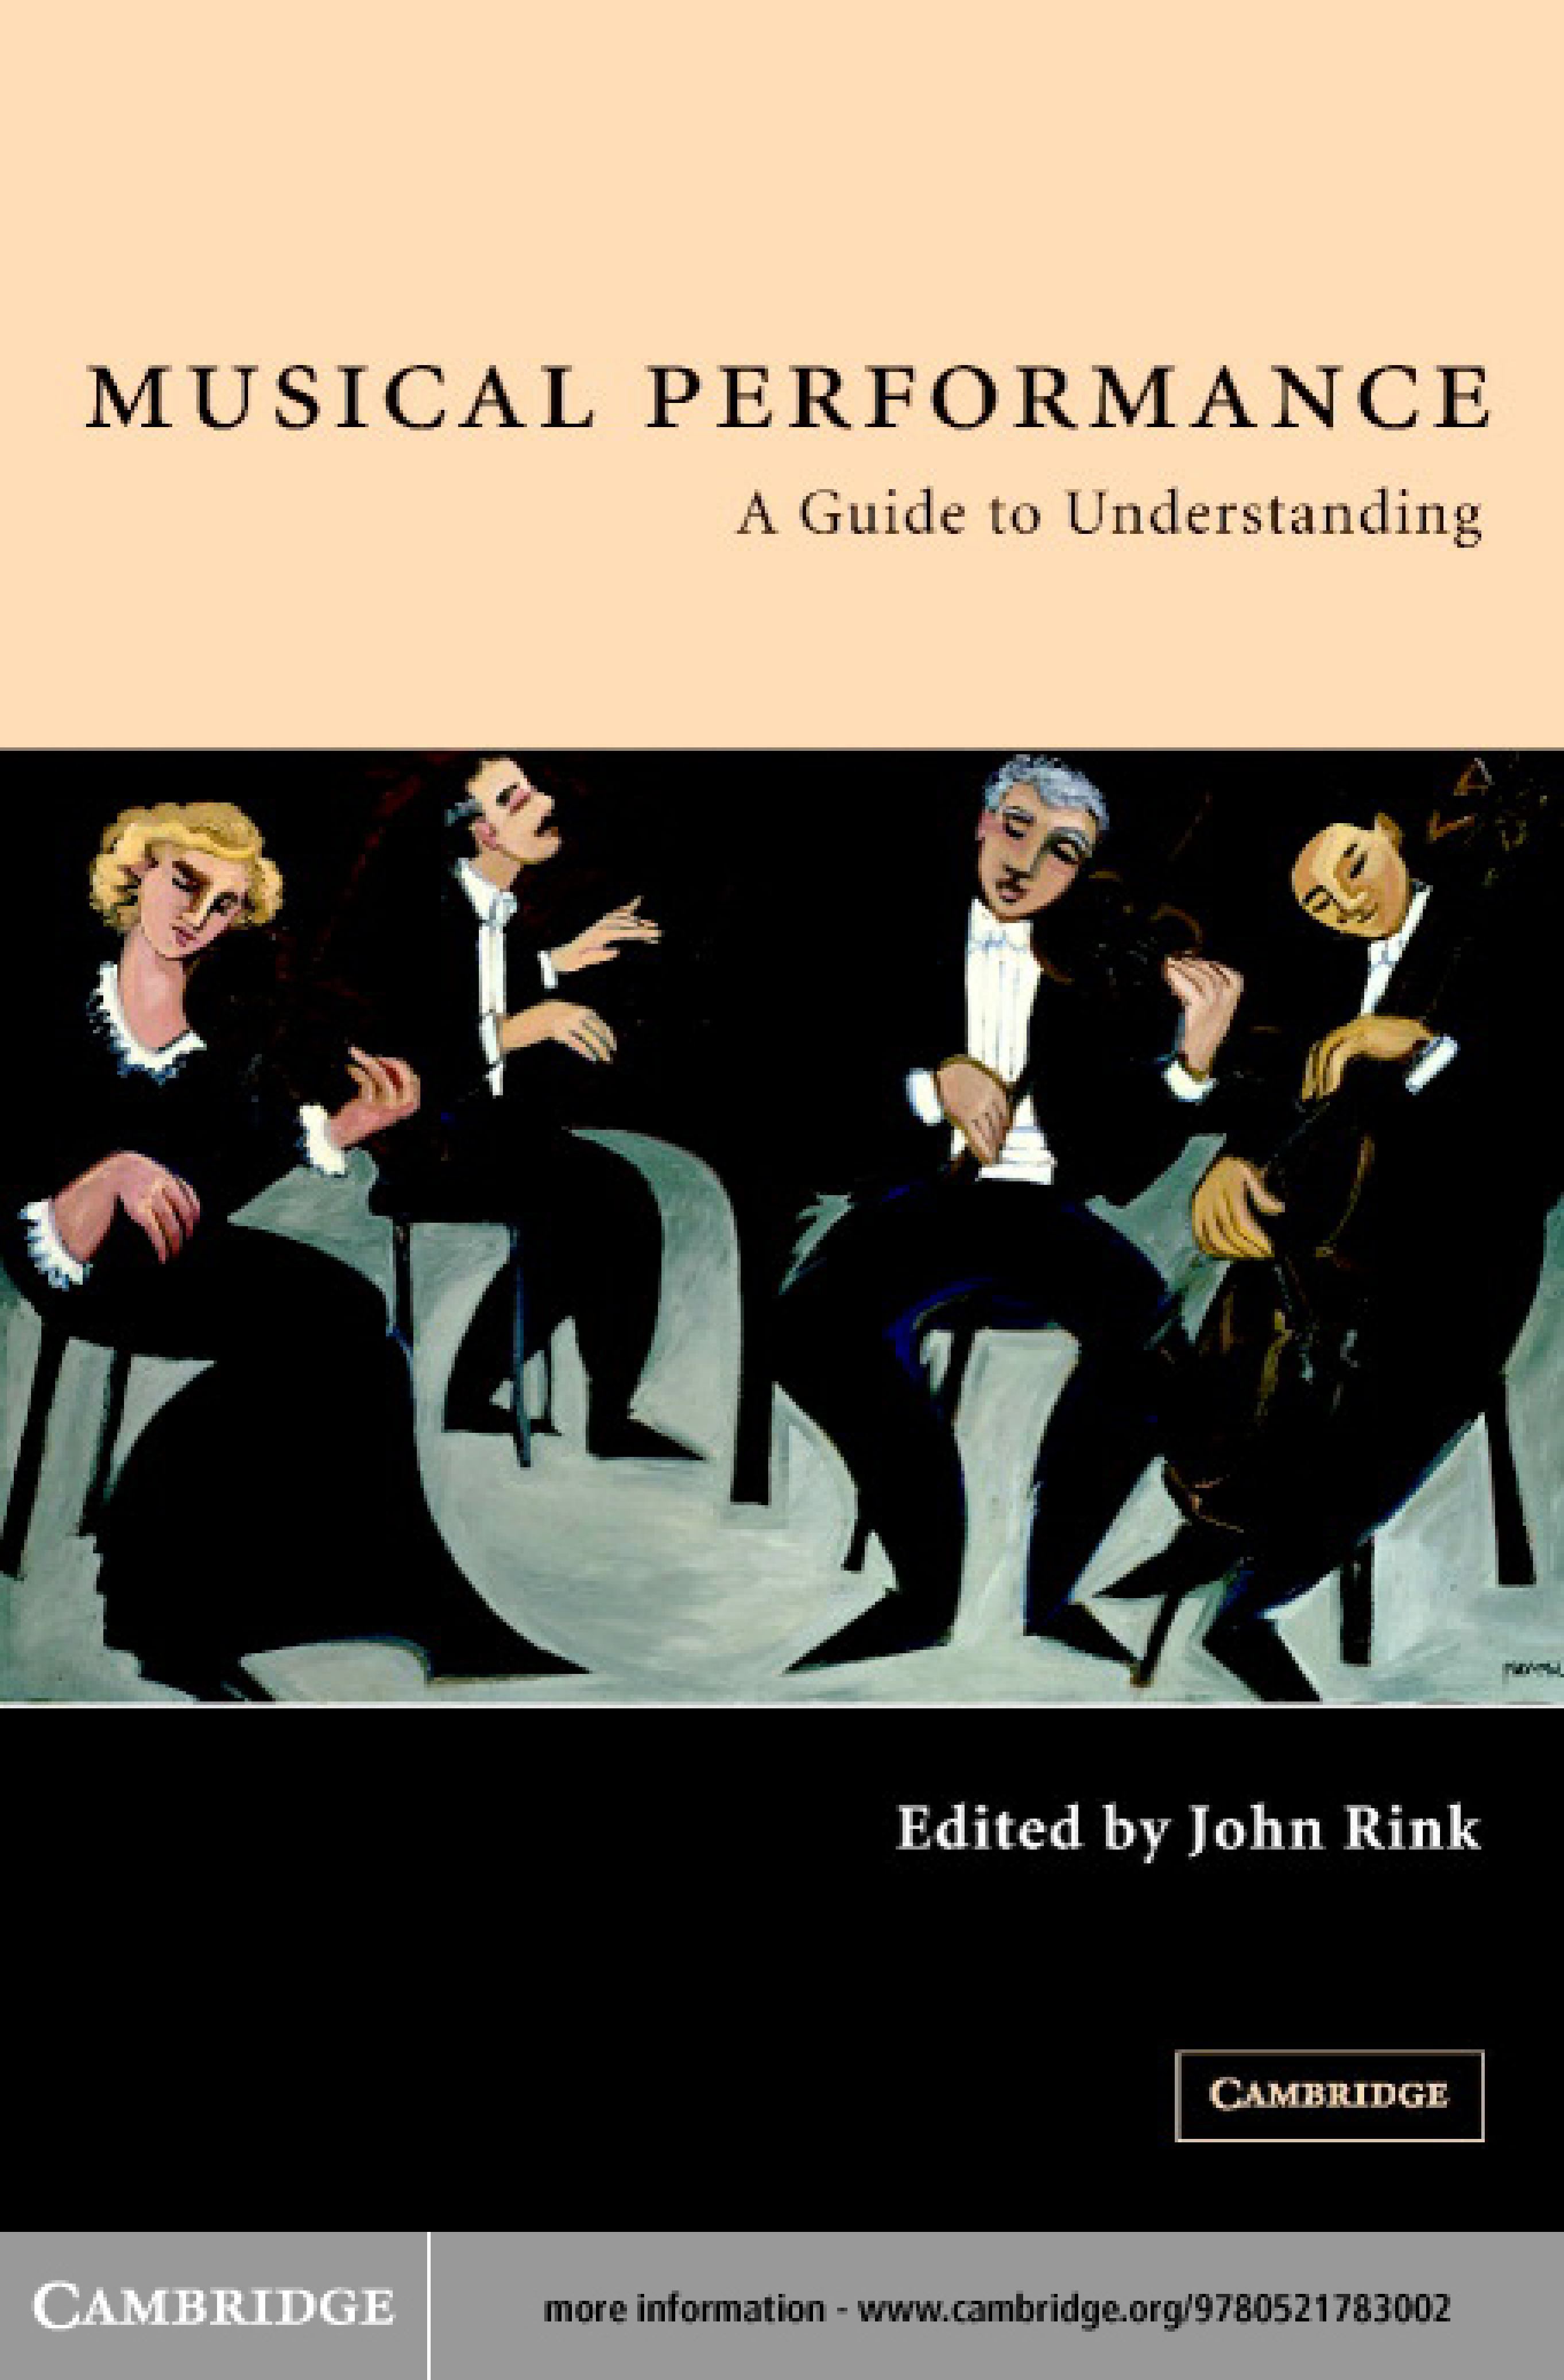 MUSICAL PERFORMANCE
A Guide to Understanding
Edited by John Rink
CAMBRIDGE
CAMBRIDGE
more information - www.cambridge.org/9780521783002